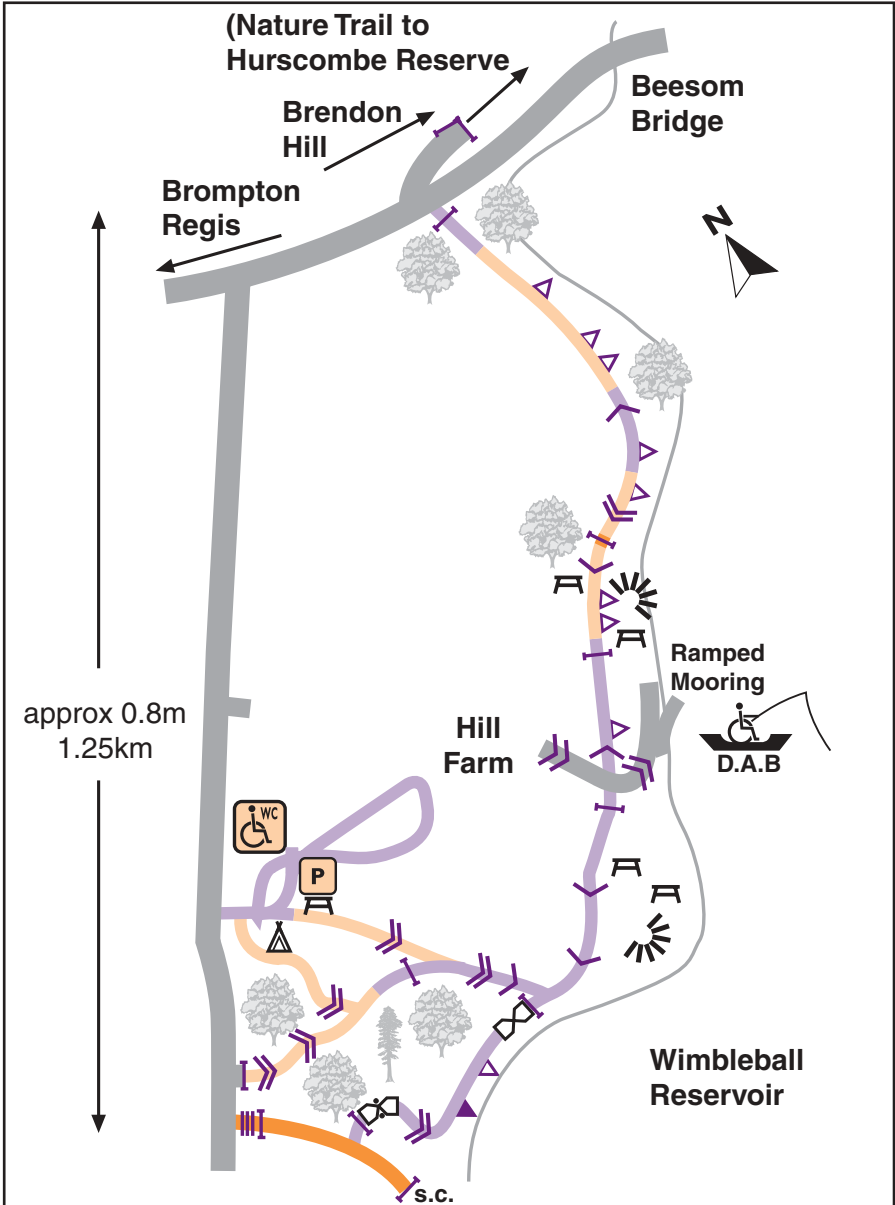 (Nature Trail to
Hurscombe Reserve
Beesom
Bridge
Brendon
Hill
Brompton
Regis
N
approx 0.8m
1.25km
Ramped
Mooring
D.A.B
Hill
Farm
WC
P
Wimbleball
Reservoir
s.c.